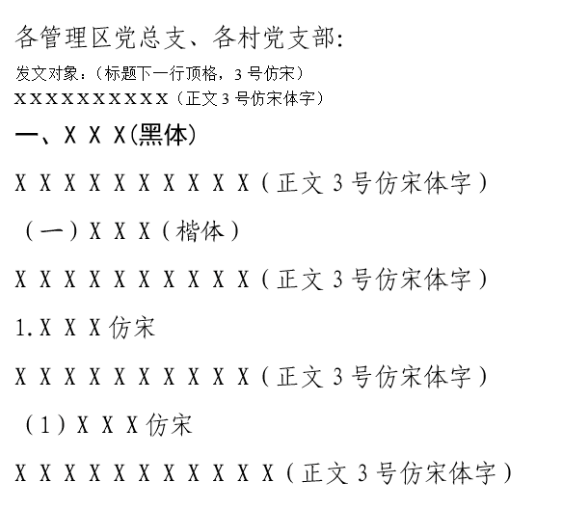 各管理区党总支、各村党支部:
发文对象:（标题下一行顶格，3 号仿宋）
XXXXXXXXXX（正文 3 号仿宋体字）
一、X X X(黑体)
X X X X X X X X X X（正文 3 号仿宋体字）
（一）X X X（楷体）
X X X X X X X X X X（正文 3 号仿宋体字）
1.X X X 仿宋
X X X X X X X X X X（正文 3 号仿宋体字）
（1）X X X 仿宋
X X X X X X X X X X X（正文 3 号仿宋体字）